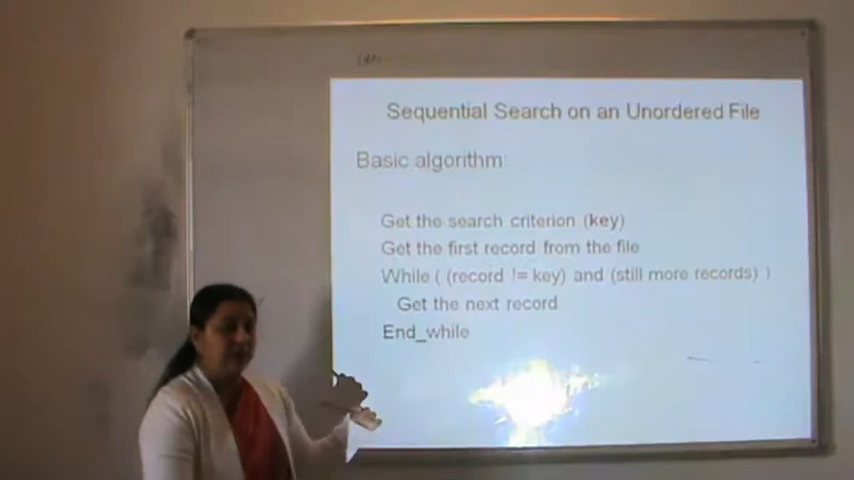 Sequential Search on an Unordered File
Basic algorithm:
Get the search criterion (key)
Get the first record from the file
While ( (record != key) and (still more records) )
Get the next record
End_while